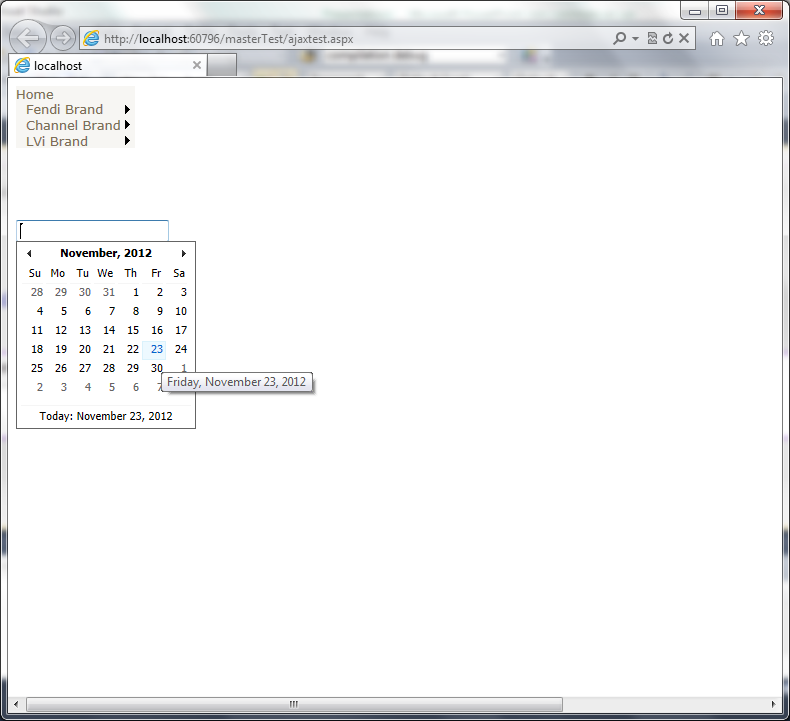 http://localhost:60796/masterTest/ajaxtest.aspx
localhost
Home
Fendi Brand
Channel Brand
LVi Brand
November, 2012
Su Mo Tu We Th Fr Sa
28 29 30 31 1 2 3
4 5 6 7 8 9 10
11 12 13 14 15 16 17
18 19 20 21 22 23 24
25 26 27 28 29 30 1
2 3 4 5 6 7
Friday, November 23, 2012
Today: November 23, 2012